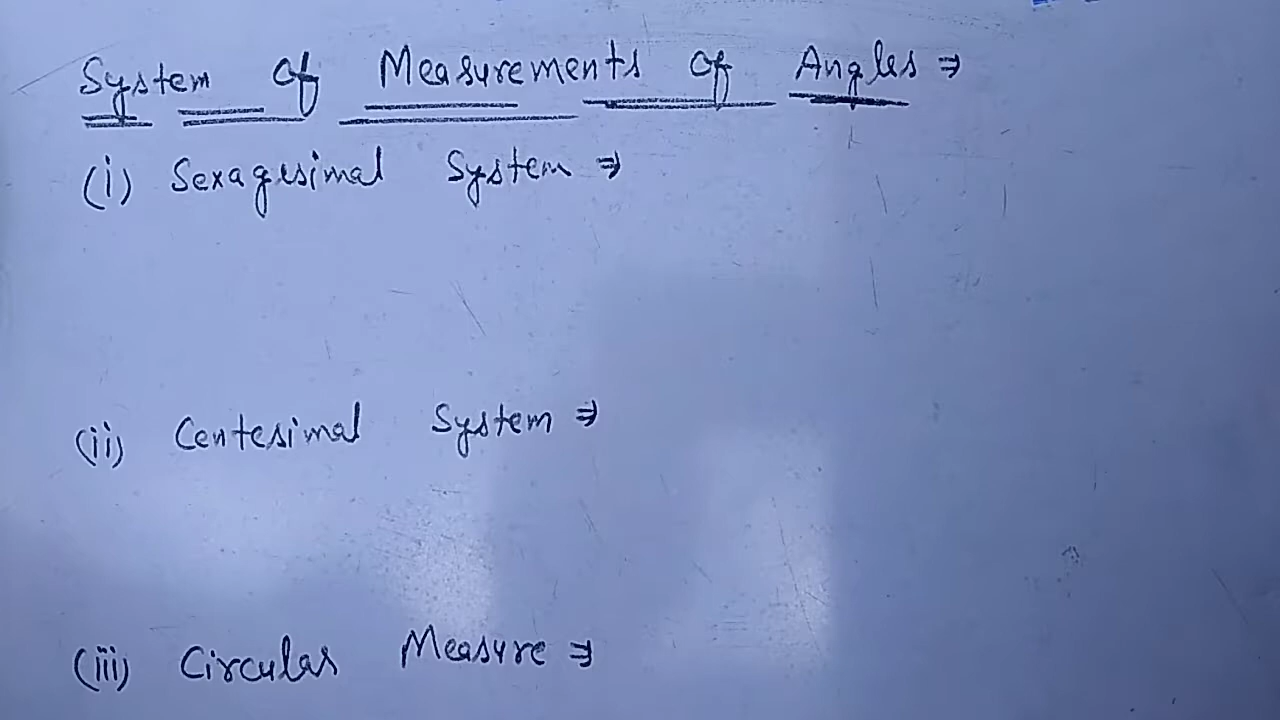 System of Measurements of Angles ⇒
(i) Sexagesimal System ⇒
(ii) Centesimal System ⇒
(iii) Circular Measure ⇒